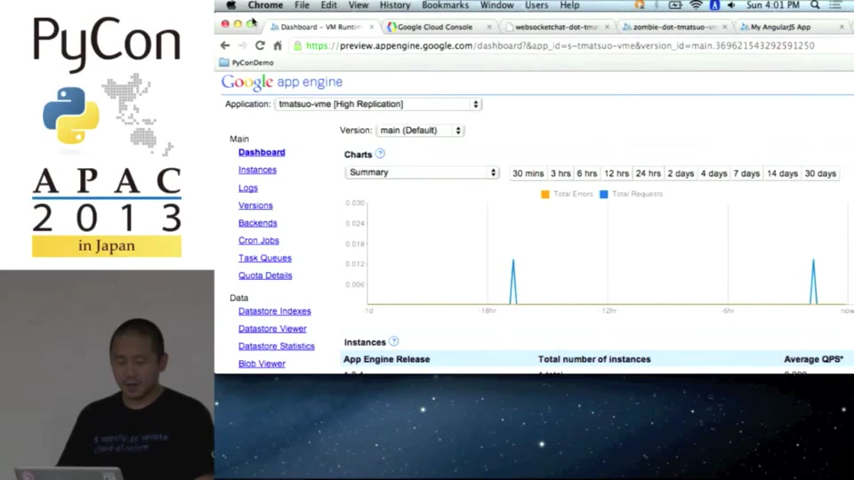 PyCon
APAC
2013
in Japan
Chrome File Edit View History Bookmarks Window Users Help Sun 4:01 PM
Dashboard - VM Runtim
Google Cloud Console
websocketchat-dot-tmat
zombie-dot-tmatsuo-vm
My AngularJS App
https://preview.appengine.google.com/dashboard?&app_id=s~tmatsuo-vme&version_id=main.369621543292591250
PyConDemo
Google app engine
Application: tmatsuo-vme [High Replication]
Main
Dashboard
Instances
Logs
Versions
Backends
Cron Jobs
Task Queues
Quota Details
Data
Datastore Indexes
Datastore Viewer
Datastore Statistics
Blob Viewer
Version: main (Default)
Charts ?
Summary
30 mins 3 hrs 6 hrs 12 hrs 24 hrs 2 days 4 days 7 days 14 days 30 days
Total Errors Total Requests
0.030
0.024
0.018
0.012
0.006
-1d -18hr -12hr -6hr now
Instances ?
App Engine Release Total number of instances Average QPS*
$ appcfg.py update